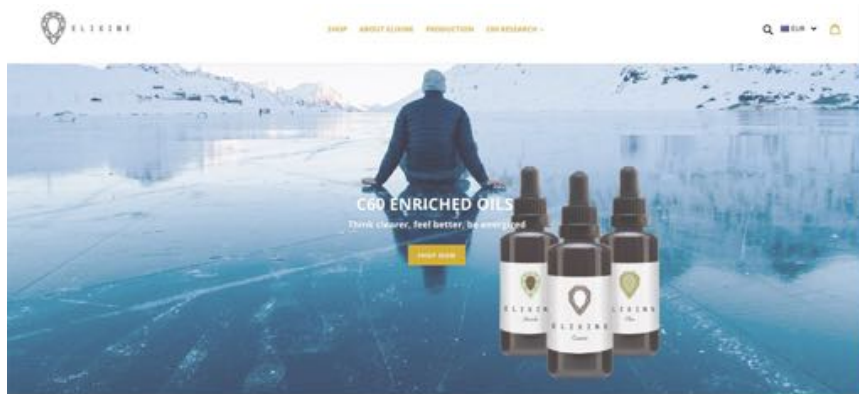 ELIXINE
SHOP ABOUT ELIXINE PRODUCTION C60 RESEARCH
EUR
C60 ENRICHED OILS
Think clearer, feel better, be energized
SHOP NOW
ELIXINE
ELIXINE
ELIXINE